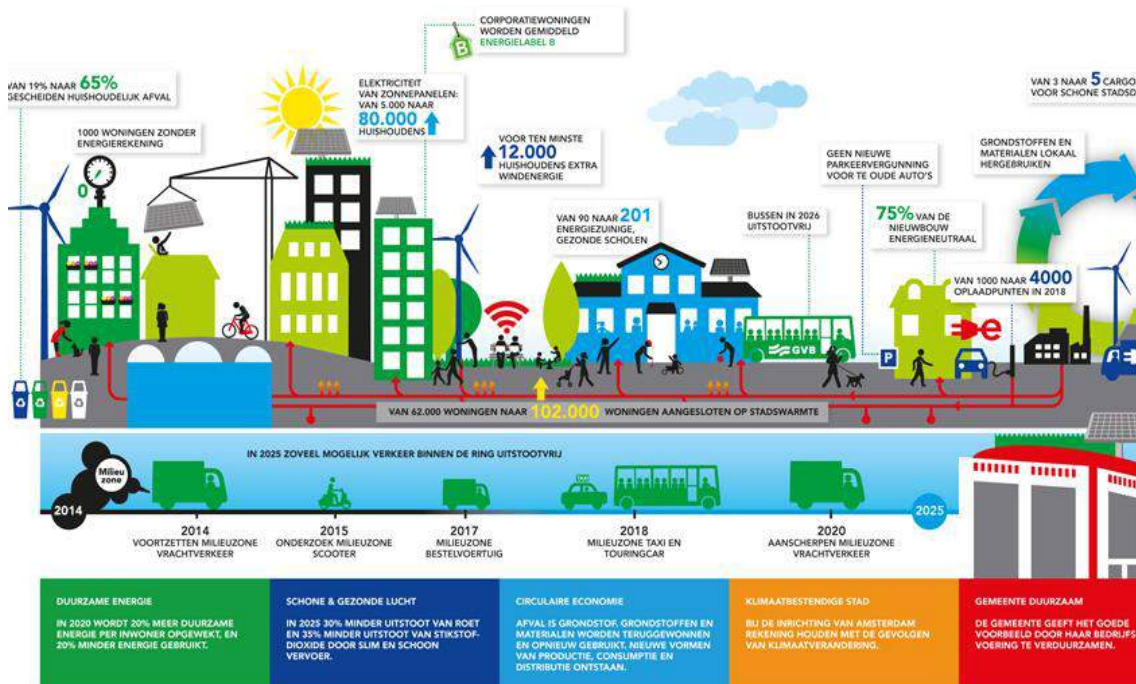 CORPORATIEWONINGEN
WORDEN GEMIDDELD
ENERGIELABEL B
B
VAN 19% NAAR 65%
GESCHEIDEN HUISHOUDELIJK AFVAL
1000 WONINGEN ZONDER
ENERGIEREKENING
0
ELEKTRICITEIT
VAN ZONNEPANELEN:
VAN 5.000 NAAR
80.000
HUISHOUDENS
VOOR TEN MINSTE
12.000
HUISHOUDENS EXTRA
WINDENERGIE
VAN 90 NAAR 201
ENERGIEZUINIGE,
GEZONDE SCHOLEN
BUSSEN IN 2026
UITSTOOTVRIJ
GEEN NIEUWE
PARKEERVERGUNNING
VOOR TE OUDE AUTO'S
75% VAN DE
NIEUWBOUW
ENERGIENEUTRAAL
VAN 3 NAAR 5 CARGO
VOOR SCHONE STADSD
GRONDSTOFFEN EN
MATERIALEN LOKAAL
HERGEBRUIKEN
VAN 1000 NAAR 4000
OPLAADPUNTEN IN 2018
GVB
P
e
VAN 62.000 WONINGEN NAAR 102.000 WONINGEN AANGESLOTEN OP STADSWARMTE
IN 2025 ZOVEEL MOGELIJK VERKEER BINNEN DE RING UITSTOOTVRIJ
Milieu
zone
TAXI
2014
2025
2014
VOORTZETTEN MILIEUZONE
VRACHTVERKEER
2015
ONDERZOEK MILIEUZONE
SCOOTER
2017
MILIEUZONE
BESTELVOERTUIG
2018
MILIEUZONE TAXI EN
TOURINGCAR
2020
AANSCHERPEN MILIEUZONE
VRACHTVERKEER
DUURZAME ENERGIE
IN 2020 WORDT 20% MEER DUURZAME
ENERGIE PER INWONER OPGEWEKT, EN
20% MINDER ENERGIE GEBRUIKT.
SCHONE & GEZONDE LUCHT
IN 2025 30% MINDER UITSTOOT VAN ROET
EN 35% MINDER UITSTOOT VAN STIKSTOF-
DIOXIDE DOOR SLIM EN SCHOON
VERVOER.
CIRCULAIRE ECONOMIE
AFVAL IS GRONDSTOF. GRONDSTOFFEN EN
MATERIALEN WORDEN TERUGGEWONNEN
EN OPNIEUW GEBRUIKT. NIEUWE VORMEN
VAN PRODUCTIE, CONSUMPTIE EN
DISTRIBUTIE ONTSTAAN.
KLIMAATBESTENDIGE STAD
BIJ DE INRICHTING VAN AMSTERDAM
REKENING HOUDEN MET DE GEVOLGEN
VAN KLIMAATVERANDERING.
GEMEENTE DUURZAAM
DE GEMEENTE GEEFT HET GOEDE
VOORBEELD DOOR HAAR BEDRIJFS
VOERING TE VERDUURZAMEN.